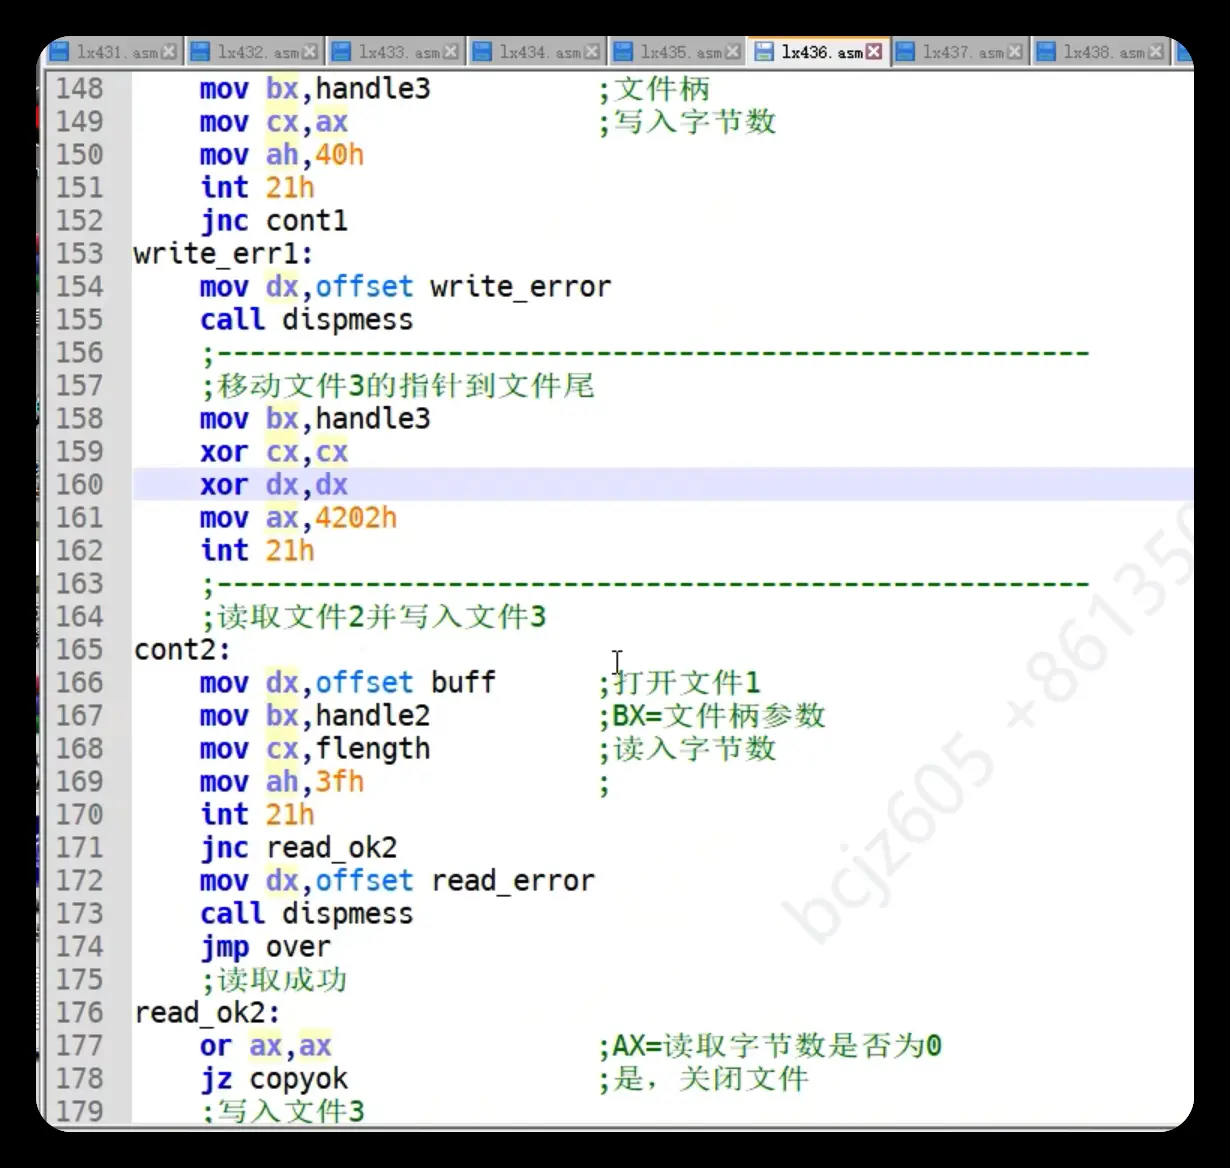 lx431.asm lx432.asm lx433.asm lx434.asm lx435.asm lx436.asm lx437.asm lx438.asm
148 mov bx,handle3 ;文件柄
149 mov cx,ax ;写入字节数
150 mov ah,40h
151 int 21h
152 jnc cont1
153 write_err1:
154 mov dx,offset write_error
155 call dispmess
156 ;-----------------------------------------------------
157 ;移动文件3的指针到文件尾
158 mov bx,handle3
159 xor cx,cx
160 xor dx,dx
161 mov ax,4202h
162 int 21h
163 ;-----------------------------------------------------
164 ;读取文件2并写入文件3
165 cont2:
166 mov dx,offset buff ;打开文件1
167 mov bx,handle2 ;BX=文件柄参数
168 mov cx,flength ;读入字节数
169 mov ah,3fh ;
170 int 21h
171 jnc read_ok2
172 mov dx,offset read_error
173 call dispmess
174 jmp over
175 ;读取成功
176 read_ok2:
177 or ax,ax ;AX=读取字节数是否为0
178 jz copyok ;是，关闭文件
179 ;写入文件3
bcjz605 +861350